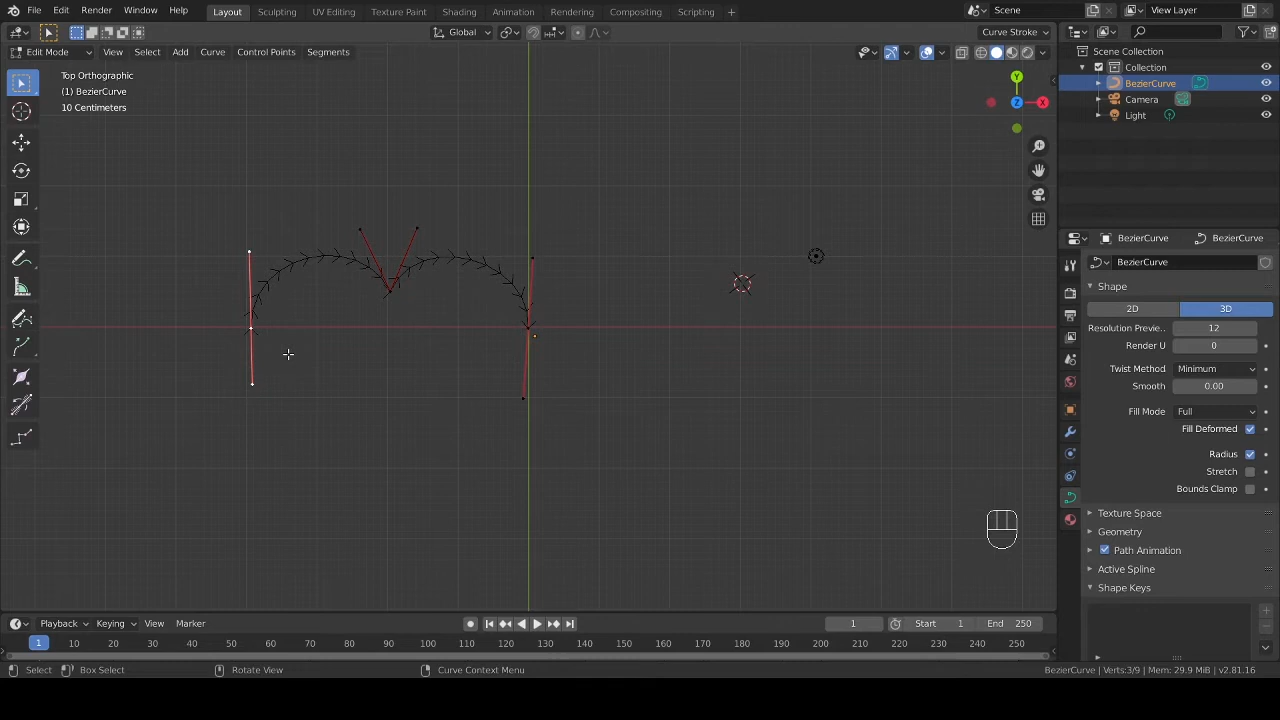 File Edit Render Window Help Layout Sculpting UV Editing Texture Paint Shading Animation Rendering Compositing Scripting + Scene View Layer
Global Curve Stroke
Edit Mode View Select Add Curve Control Points Segments
Top Orthographic
(1) BezierCurve
10 Centimeters
Y
Z
X
Scene Collection
Collection
BezierCurve
Camera
Light
BezierCurve BezierCurve
BezierCurve
Shape
2D 3D
Resolution Previe.. 12
Render U 0
Twist Method Minimum
Smooth 0.00
Fill Mode Full
Fill Deformed
Radius
Stretch
Bounds Clamp
Texture Space
Geometry
Path Animation
Active Spline
Shape Keys
Playback Keying View Marker 1 Start 1 End 250
1 10 20 30 40 50 60 70 80 90 100 110 120 130 140 150 160 170 180 190 200 210 220 230 240 250
Select Box Select Rotate View Curve Context Menu BezierCurve | Verts:3/9 | Mem: 29.9 MiB | v2.81.16